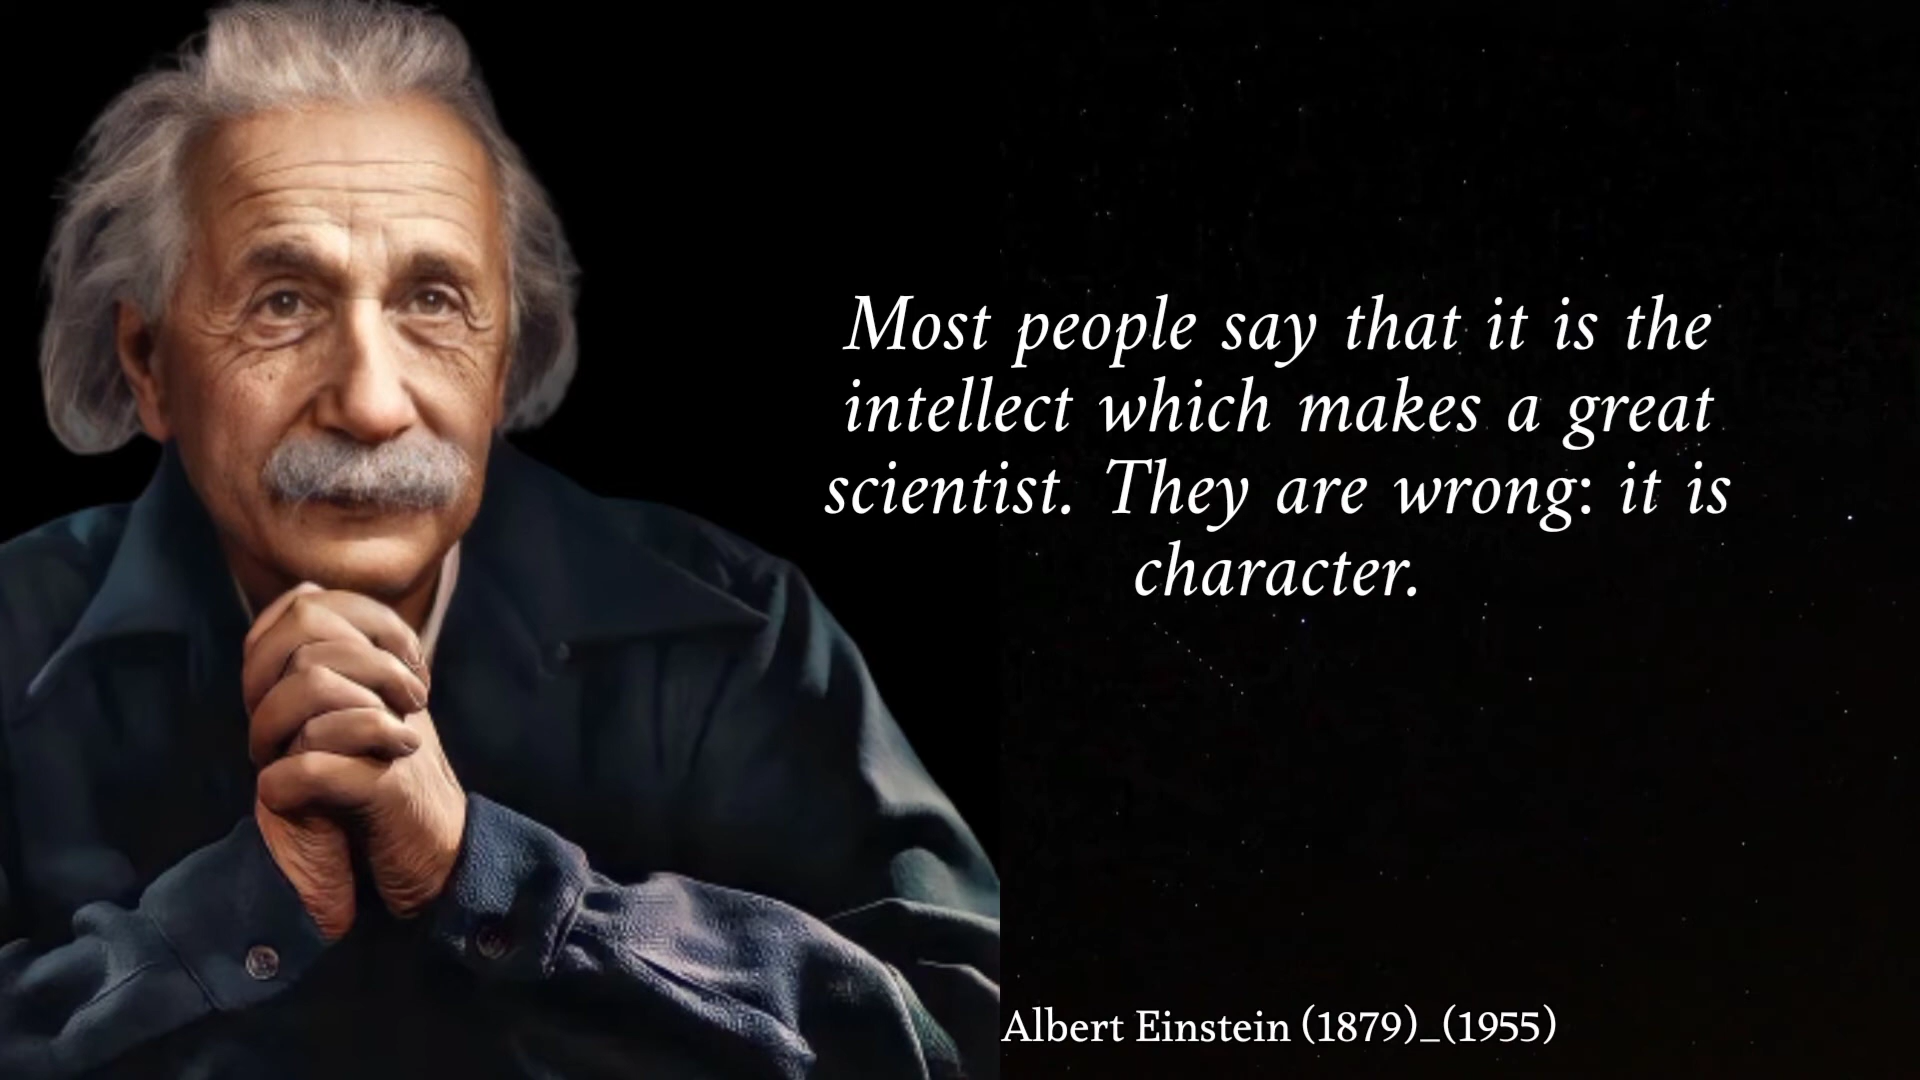 Most people say that it is the
intellect which makes a great
scientist. They are wrong: it is
character.
Albert Einstein (1879)_(1955)